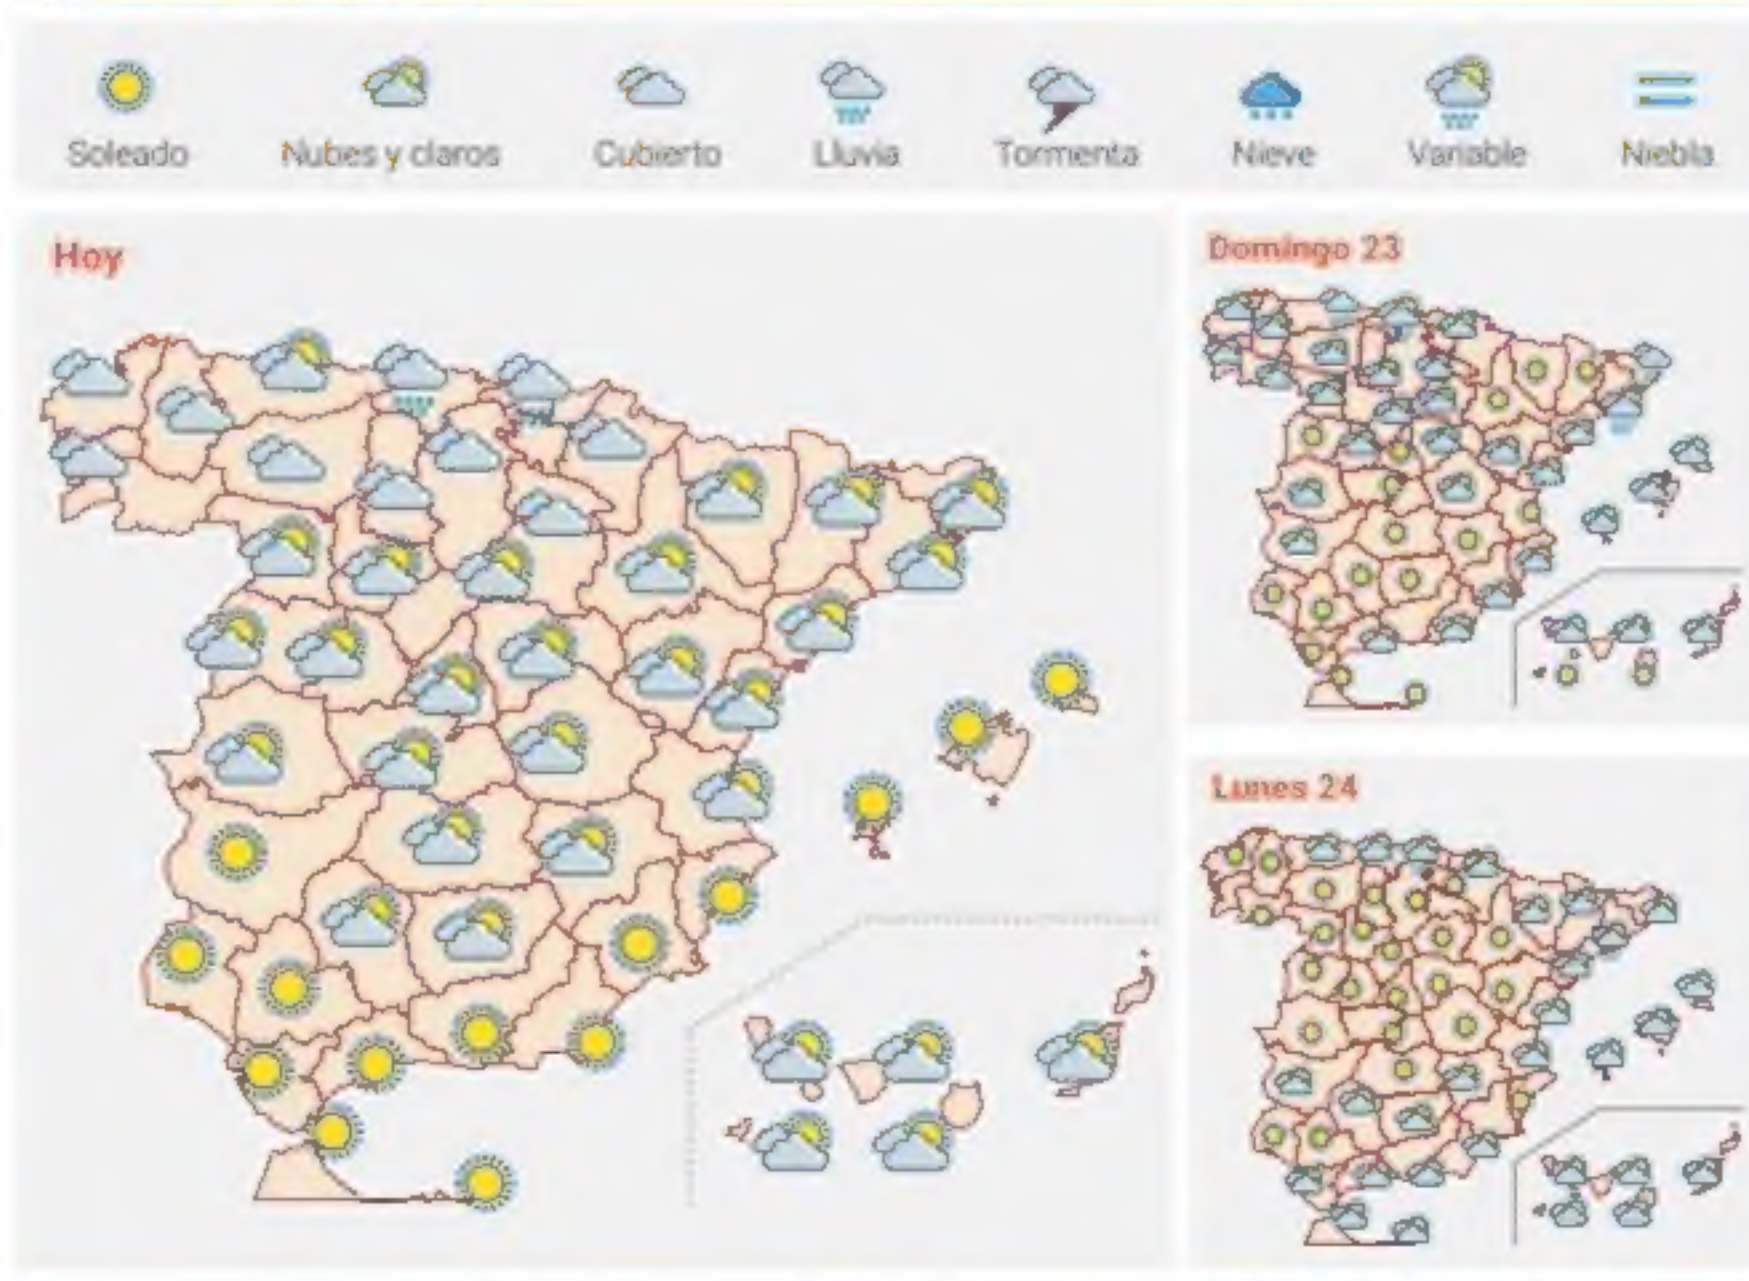 Soleado
Nubes y claros
Cubierto
Lluvia
Tormenta
Nieve
Variable
Niebla
Hoy
Domingo 23
Lunes 24